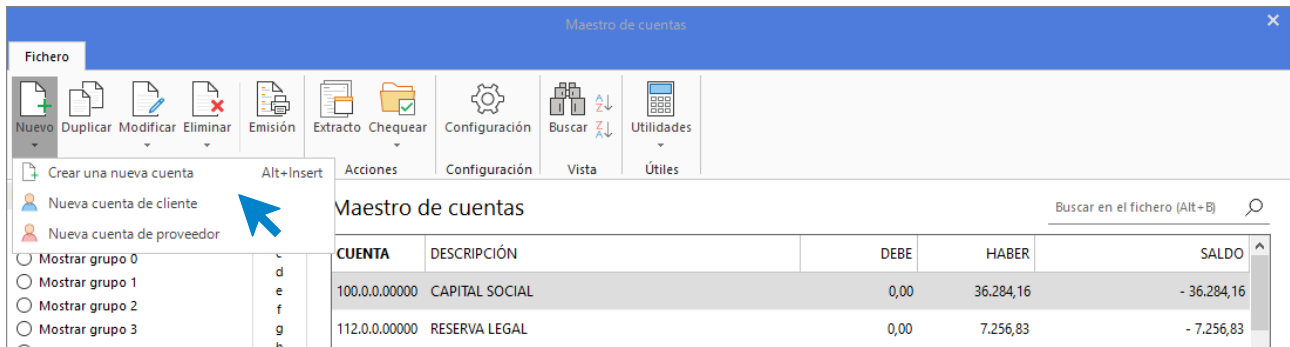 Maestro de cuentas
Fichero
Nuevo Duplicar Modificar Eliminar Emisión Extracto Chequear Configuración Buscar Utilidades
Acciones Configuración Vista Útiles
Crear una nueva cuenta Alt+Insert
Nueva cuenta de cliente
Nueva cuenta de proveedor
Maestro de cuentas
Buscar en el fichero (Alt+B)
CUENTA DESCRIPCIÓN DEBE HABER SALDO
Mostrar grupo 0
d
100.0.0.00000 CAPITAL SOCIAL 0,00 36.284,16 - 36.284,16
Mostrar grupo 1 e
Mostrar grupo 2 f
112.0.0.00000 RESERVA LEGAL 0,00 7.256,83 - 7.256,83
Mostrar grupo 3 g